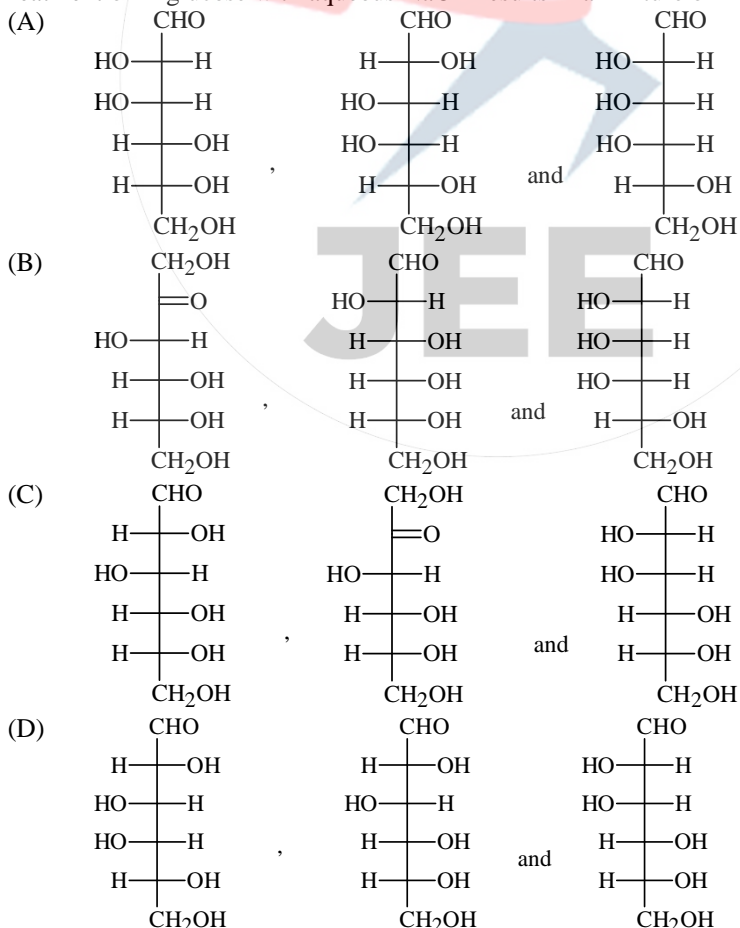 (A) CHO CHO CHO
HO H H OH HO H
HO H HO H HO H
H OH HO H HO H
H OH , H OH and H OH
CH₂OH CH₂OH CH₂OH
JEE
(B) CH₂OH CHO CHO
O HO H HO H
HO H H OH HO H
H OH H OH HO H
H OH , H OH and H OH
CH₂OH CH₂OH CH₂OH
(C) CHO CH₂OH CHO
H OH O HO H
HO H HO H HO H
H OH H OH H OH
H OH , H OH and H OH
CH₂OH CH₂OH CH₂OH
(D) CHO CHO CHO
H OH H OH HO H
HO H HO H HO H
HO H H OH H OH
H OH , H OH and H OH
CH₂OH CH₂OH CH₂OH